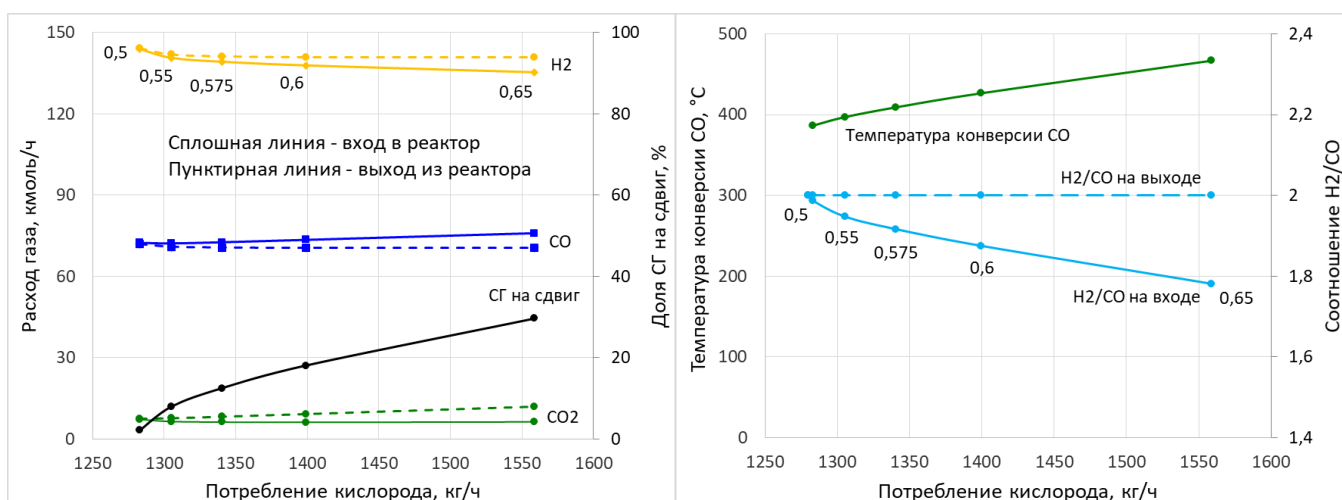 150
120
90
60
30
0
Расход газа, кмоль/ч
100
80
60
40
20
0
Доля СГ на сдвиг, %
1250 1300 1350 1400 1450 1500 1550 1600
Потребление кислорода, кг/ч
0,5
0,55
0,575
0,6
0,65
H2
Сплошная линия - вход в реактор
Пунктирная линия - выход из реактора
CO
СГ на сдвиг
CO2
500
400
300
200
100
0
Температура конверсии СО, °С
2,4
2,2
2
1,8
1,6
1,4
Соотношение H2/CO
1250 1300 1350 1400 1450 1500 1550 1600
Потребление кислорода, кг/ч
Температура конверсии СО
H2/CO на выходе
0,5
0,55
0,575
0,6
H2/CO на входе
0,65